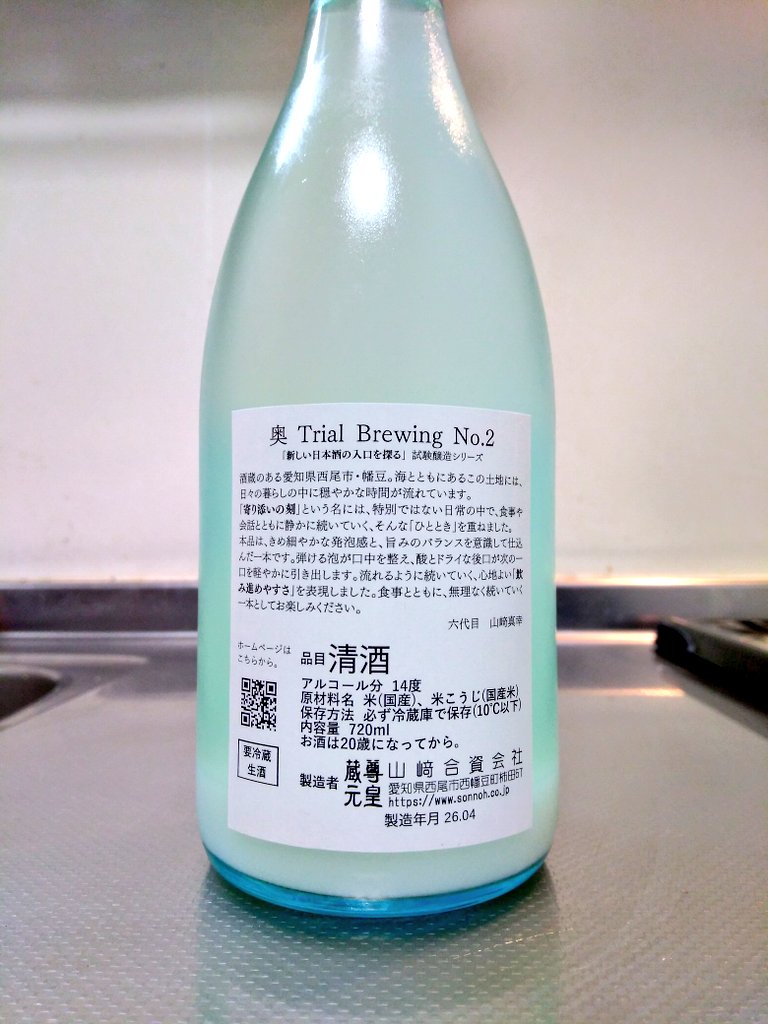 奥 Trial Brewing No.2
「新しい日本酒の入口を探る」試験醸造シリーズ
酒蔵のある愛知県西尾市・幡豆。海とともにあるこの土地には、
日々の暮らしの中に穏やかな時間が流れています。
「寄り添いの刻」という名には、特別ではない日常の中で、食事や
会話とともに静かに続いていく、そんな「ひととき」を重ねました。
本品は、きめ細やかな発泡感と、旨みのバランスを意識して仕込
んだ一本です。弾ける泡が口中を整え、酸とドライな後口が次の一
口を軽やかに引き出します。流れるように続いていく、心地よい「飲
み進めやすさ」を表現しました。食事とともに、無理なく続いていく
一本としてお楽しみください。
六代目 山﨑真幸
ホームページは
こちらから。
品目 清酒
アルコール分 14度
原材料名 米(国産)、米こうじ(国産米)
保存方法 必ず冷蔵庫で保存(10℃以下)
内容量 720ml
お酒は20歳になってから。
要冷蔵
生酒
製造者 尊皇蔵元 山﨑合資会社
愛知県西尾市西幡豆町柿田57
https://www.sonnoh.co.jp
製造年月 26.04